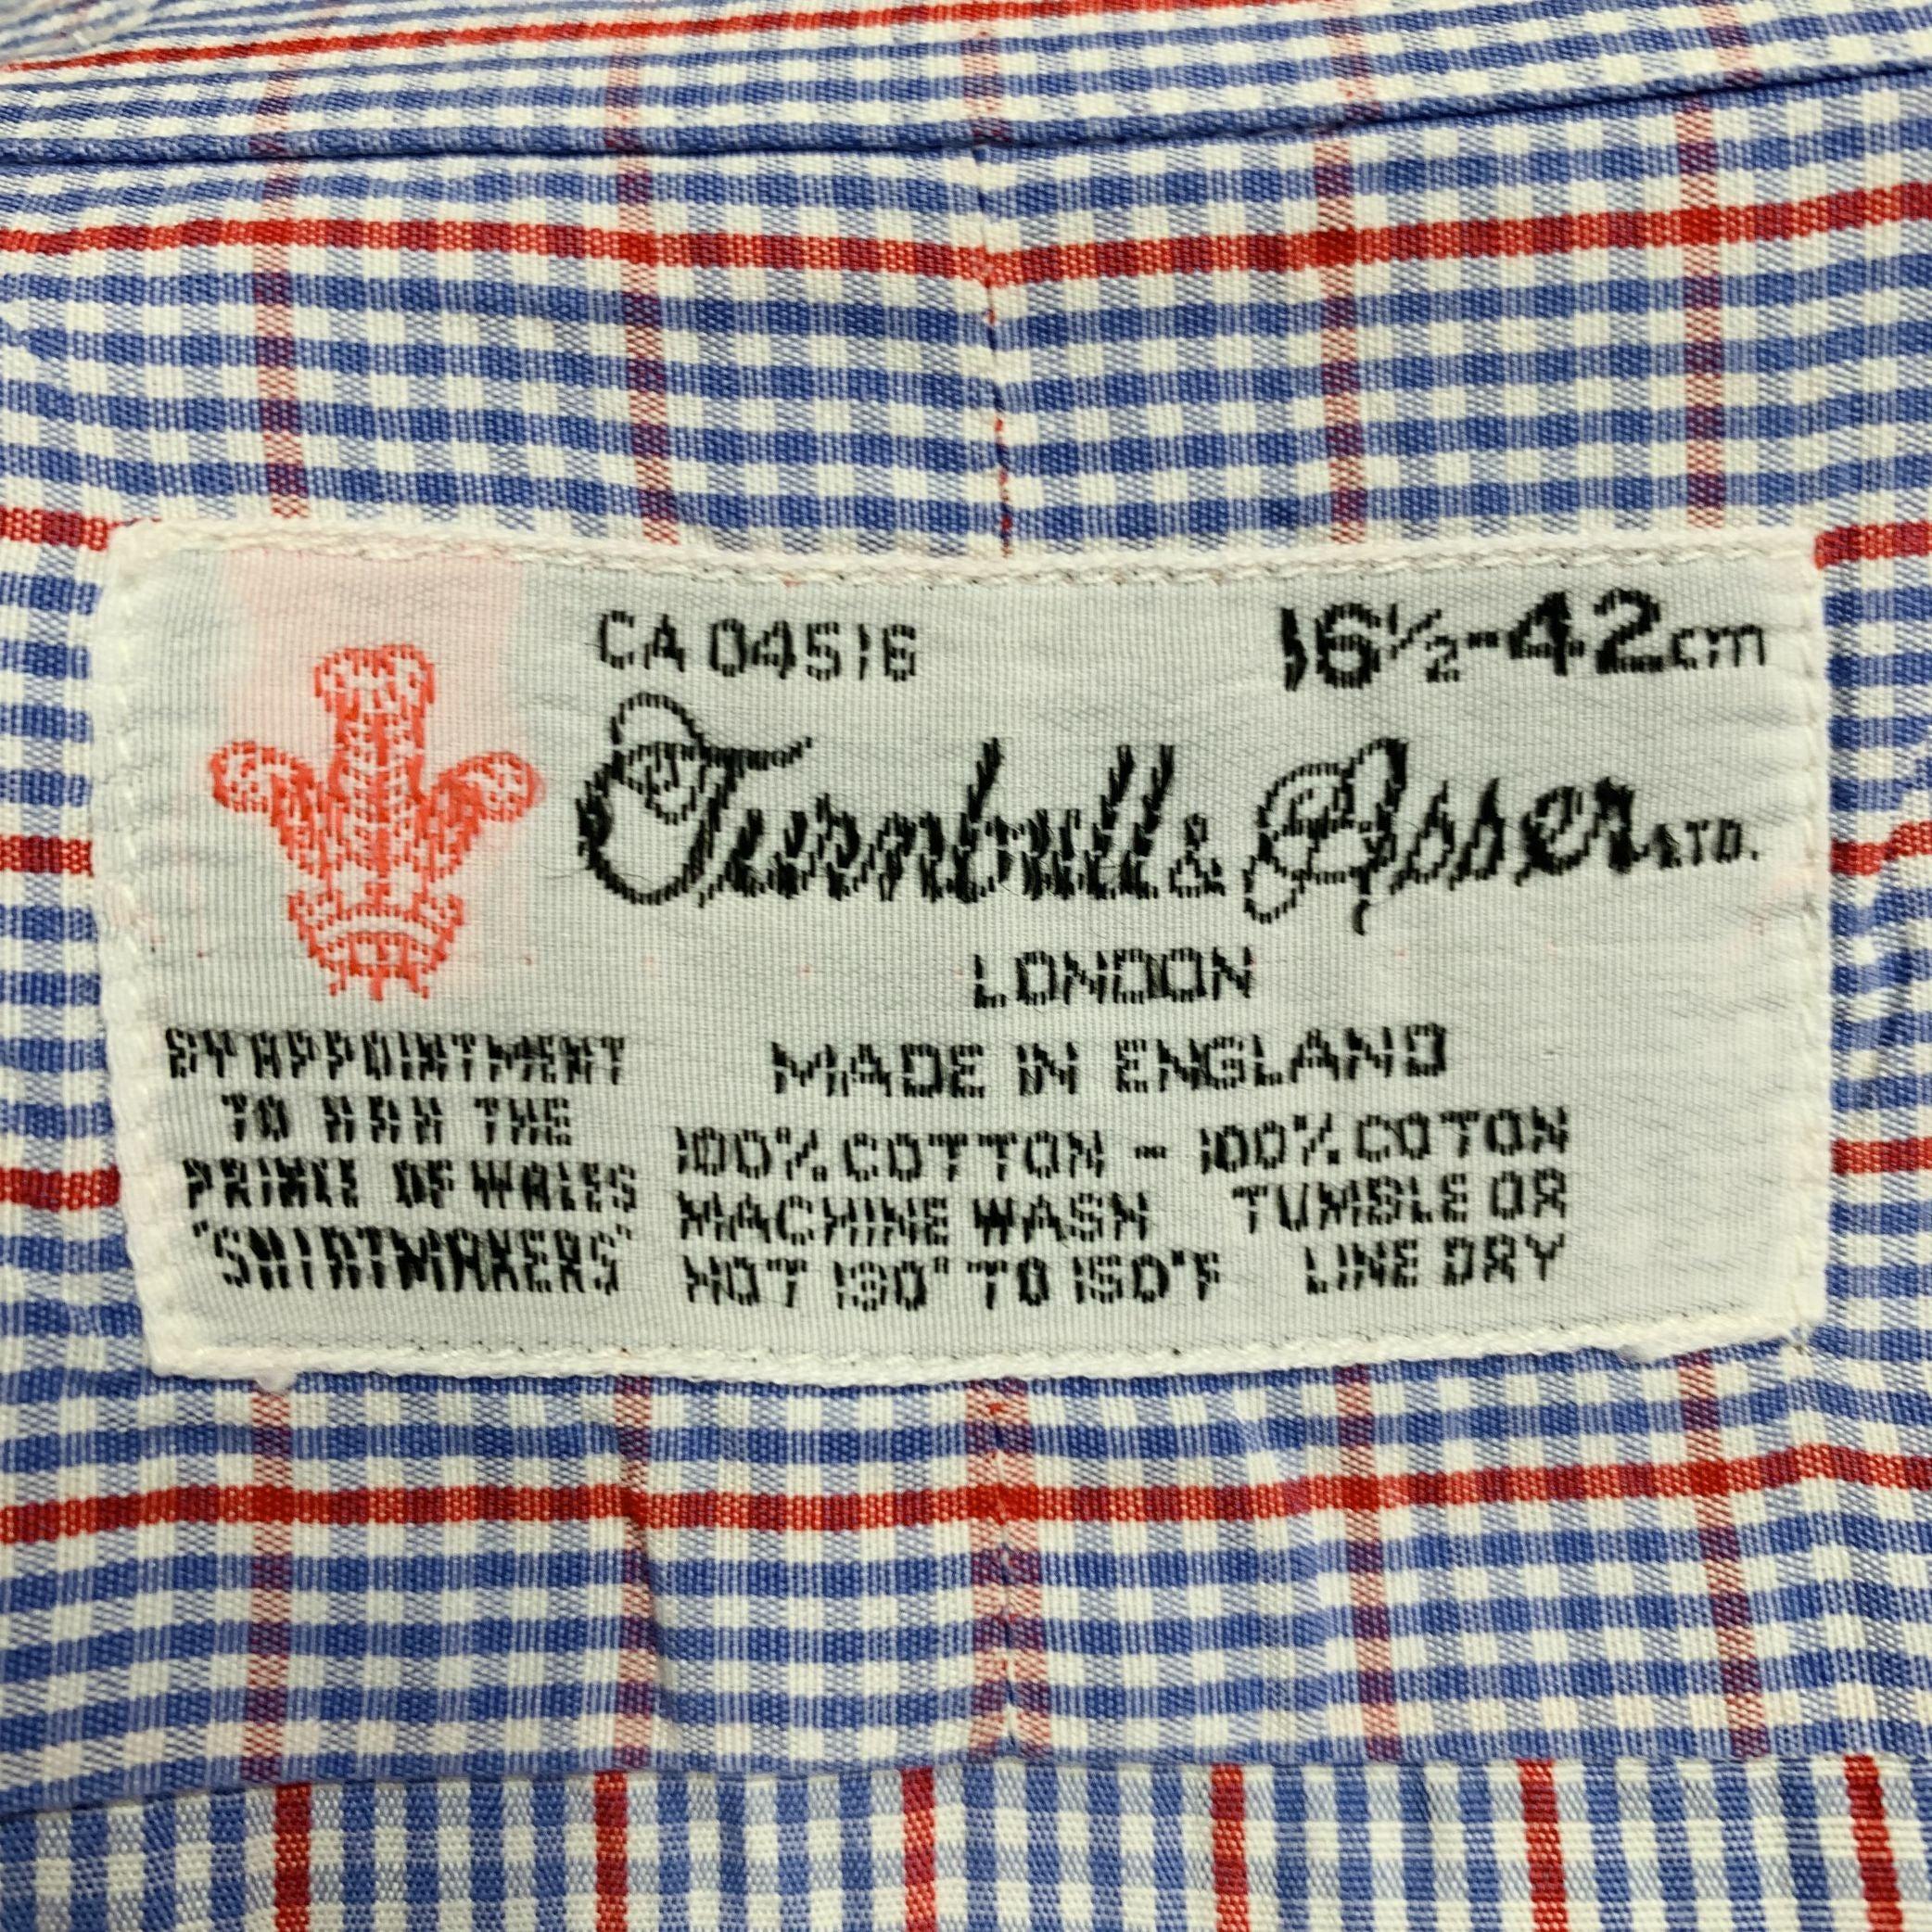 CA 04516
16½-42cm
Turnbull & Asser LTD.
LONDON
BY APPOINTMENT
TO HRH THE
PRINCE OF WALES
"SHIRTMAKERS"
MADE IN ENGLAND
100% COTTON - 100% COTON
MACHINE WASH TUMBLE OR
HOT 130° TO 150°F LINE DRY